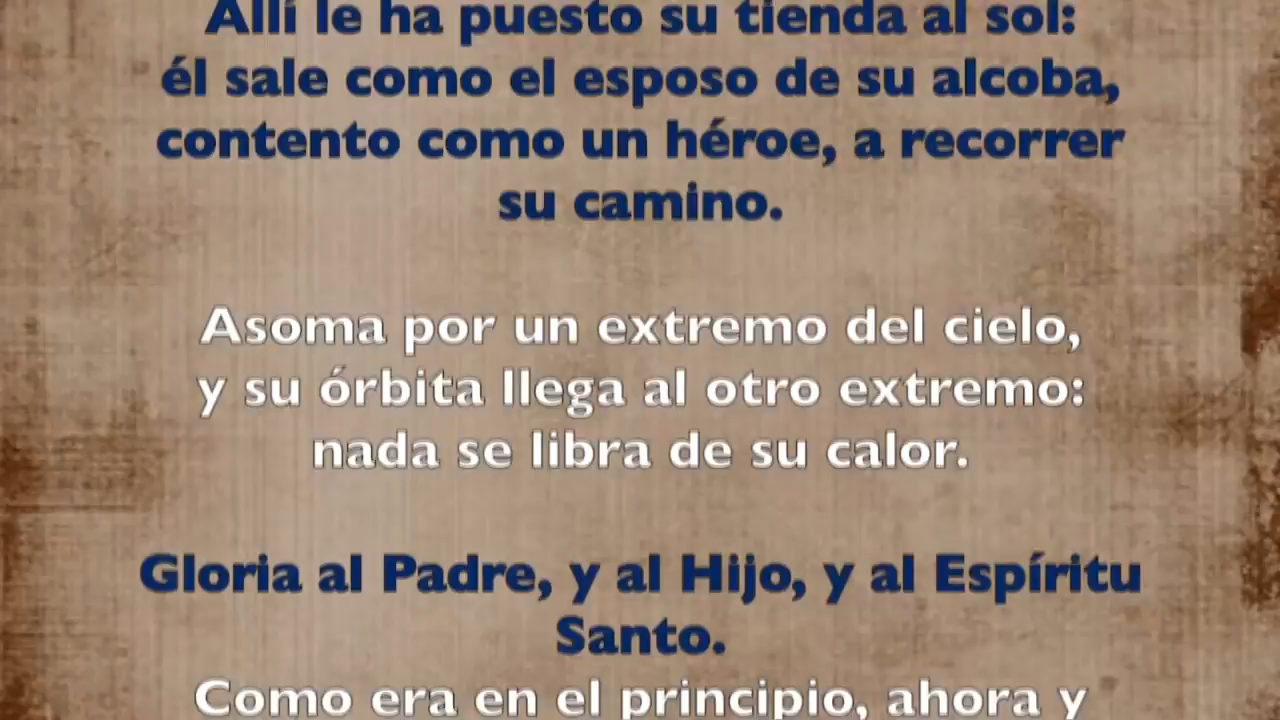 Allí le ha puesto su tienda al sol:
él sale como el esposo de su alcoba,
contento como un héroe, a recorrer
su camino.
Asoma por un extremo del cielo,
y su órbita llega al otro extremo:
nada se libra de su calor.
Gloria al Padre, y al Hijo, y al Espíritu
Santo.
Como era en el principio, ahora y